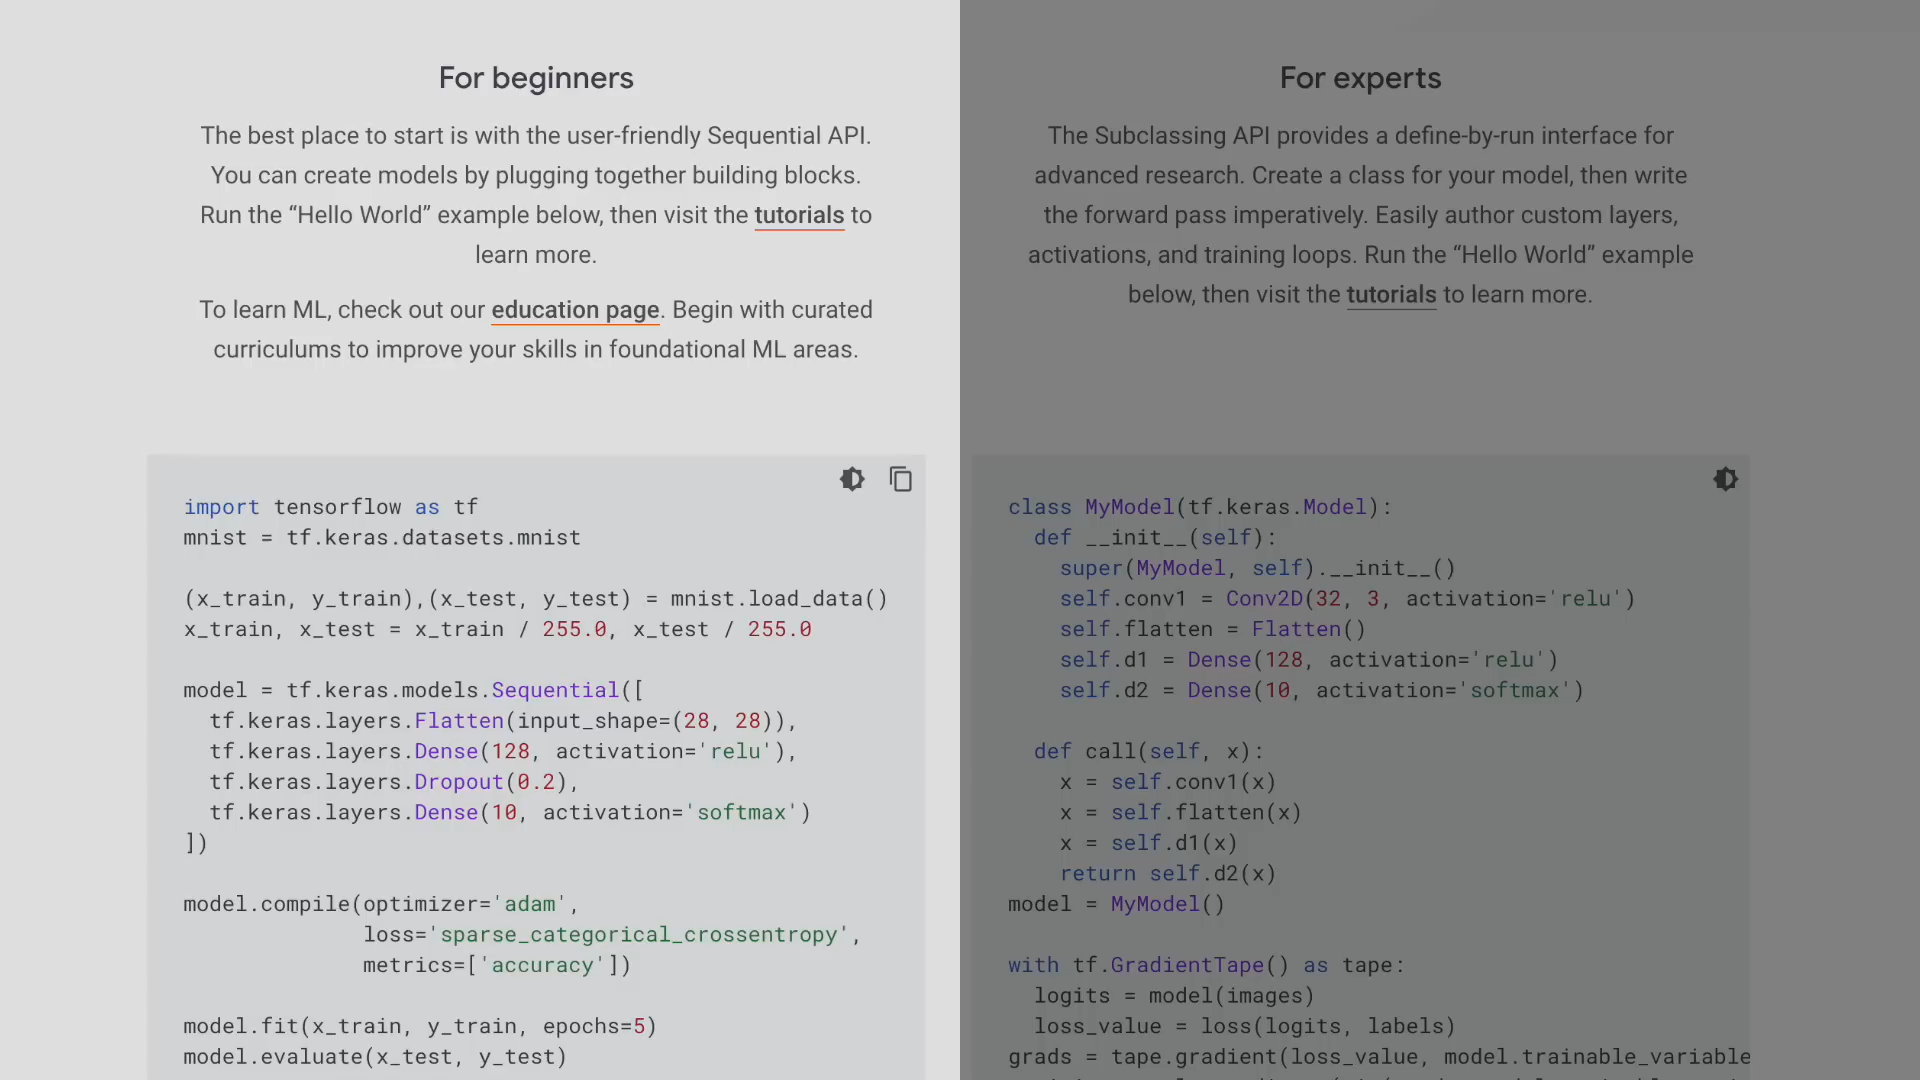 For beginners
The best place to start is with the user-friendly Sequential API.
You can create models by plugging together building blocks.
Run the “Hello World” example below, then visit the tutorials to
learn more.
To learn ML, check out our education page. Begin with curated
curriculums to improve your skills in foundational ML areas.
import tensorflow as tf
mnist = tf.keras.datasets.mnist
(x_train, y_train),(x_test, y_test) = mnist.load_data()
x_train, x_test = x_train / 255.0, x_test / 255.0
model = tf.keras.models.Sequential([
  tf.keras.layers.Flatten(input_shape=(28, 28)),
  tf.keras.layers.Dense(128, activation='relu'),
  tf.keras.layers.Dropout(0.2),
  tf.keras.layers.Dense(10, activation='softmax')
])
model.compile(optimizer='adam',
              loss='sparse_categorical_crossentropy',
              metrics=['accuracy'])
model.fit(x_train, y_train, epochs=5)
model.evaluate(x_test, y_test)
For experts
The Subclassing API provides a define-by-run interface for
advanced research. Create a class for your model, then write
the forward pass imperatively. Easily author custom layers,
activations, and training loops. Run the “Hello World” example
below, then visit the tutorials to learn more.
class MyModel(tf.keras.Model):
  def __init__(self):
    super(MyModel, self).__init__()
    self.conv1 = Conv2D(32, 3, activation='relu')
    self.flatten = Flatten()
    self.d1 = Dense(128, activation='relu')
    self.d2 = Dense(10, activation='softmax')
  def call(self, x):
    x = self.conv1(x)
    x = self.flatten(x)
    x = self.d1(x)
    return self.d2(x)
model = MyModel()
with tf.GradientTape() as tape:
  logits = model(images)
  loss_value = loss(logits, labels)
grads = tape.gradient(loss_value, model.trainable_variable